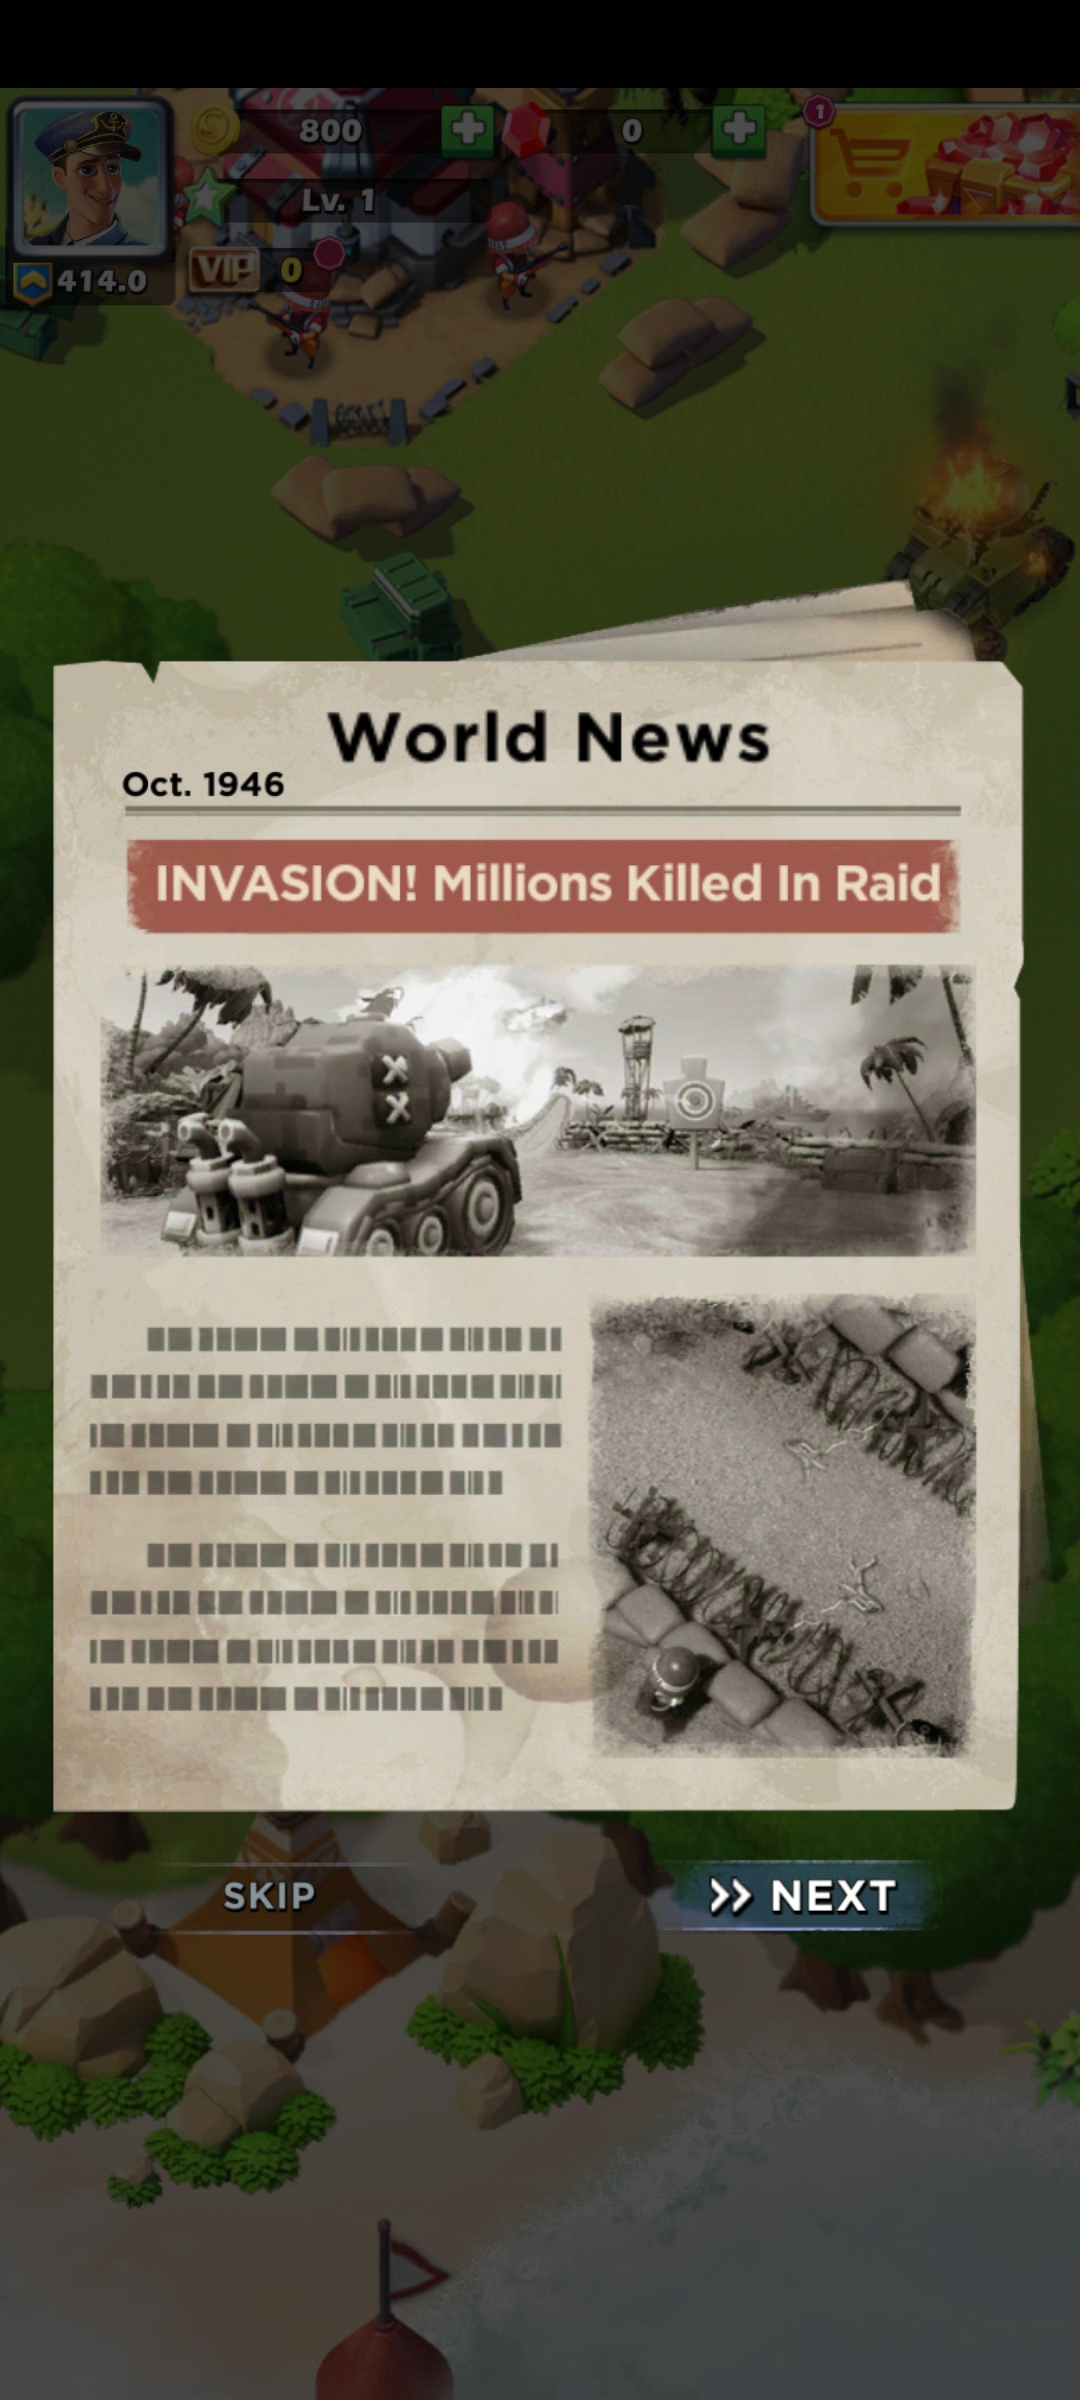 800
0
1
Lv. 1
414.0
VIP 0
World News
Oct. 1946
INVASION! Millions Killed In Raid
SKIP
NEXT